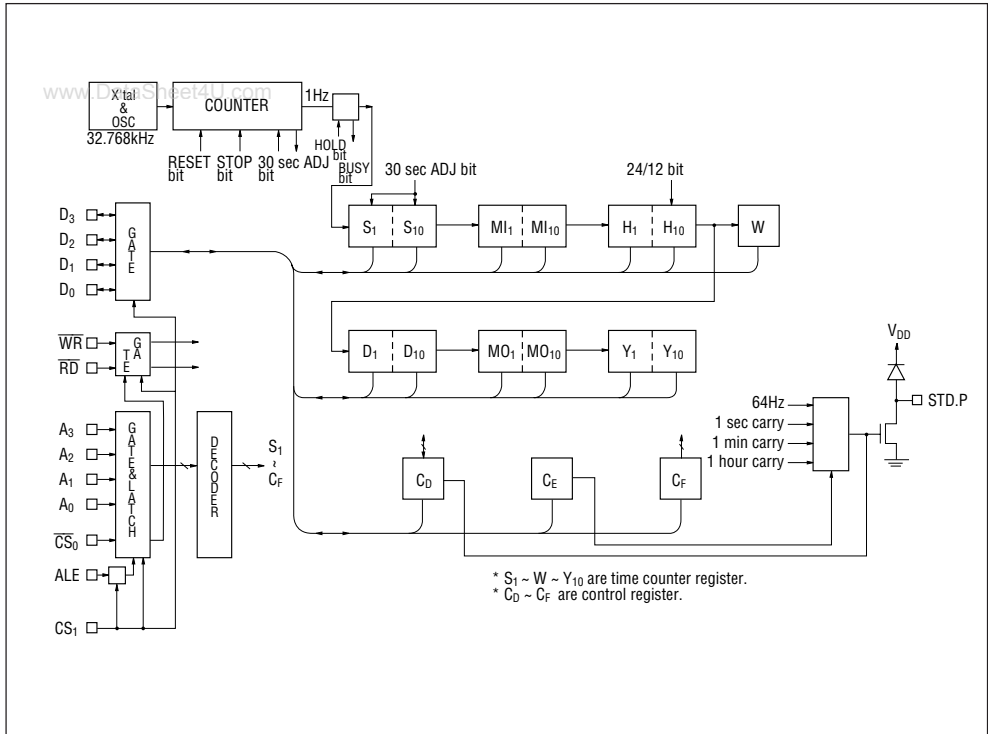 www.DataSheet4U.com
X'tal
&
OSC
32.768kHz
COUNTER
1Hz
RESET
bit
STOP
bit
30 sec ADJ
bit
HOLD
bit
BUSY
bit
30 sec ADJ bit
24/12 bit
S1
S10
MI1
MI10
H1
H10
W
D3
D2
D1
D0
GATE
D1
D10
MO1
MO10
Y1
Y10
WR
RD
GATE
A3
A2
A1
A0
CS0
ALE
CS1
GATE&LATCH
DECODER
S1
~
CF
CD
CE
CF
64Hz
1 sec carry
1 min carry
1 hour carry
VDD
STD.P
* S1 ~ W ~ Y10 are time counter register.
* CD ~ CF are control register.